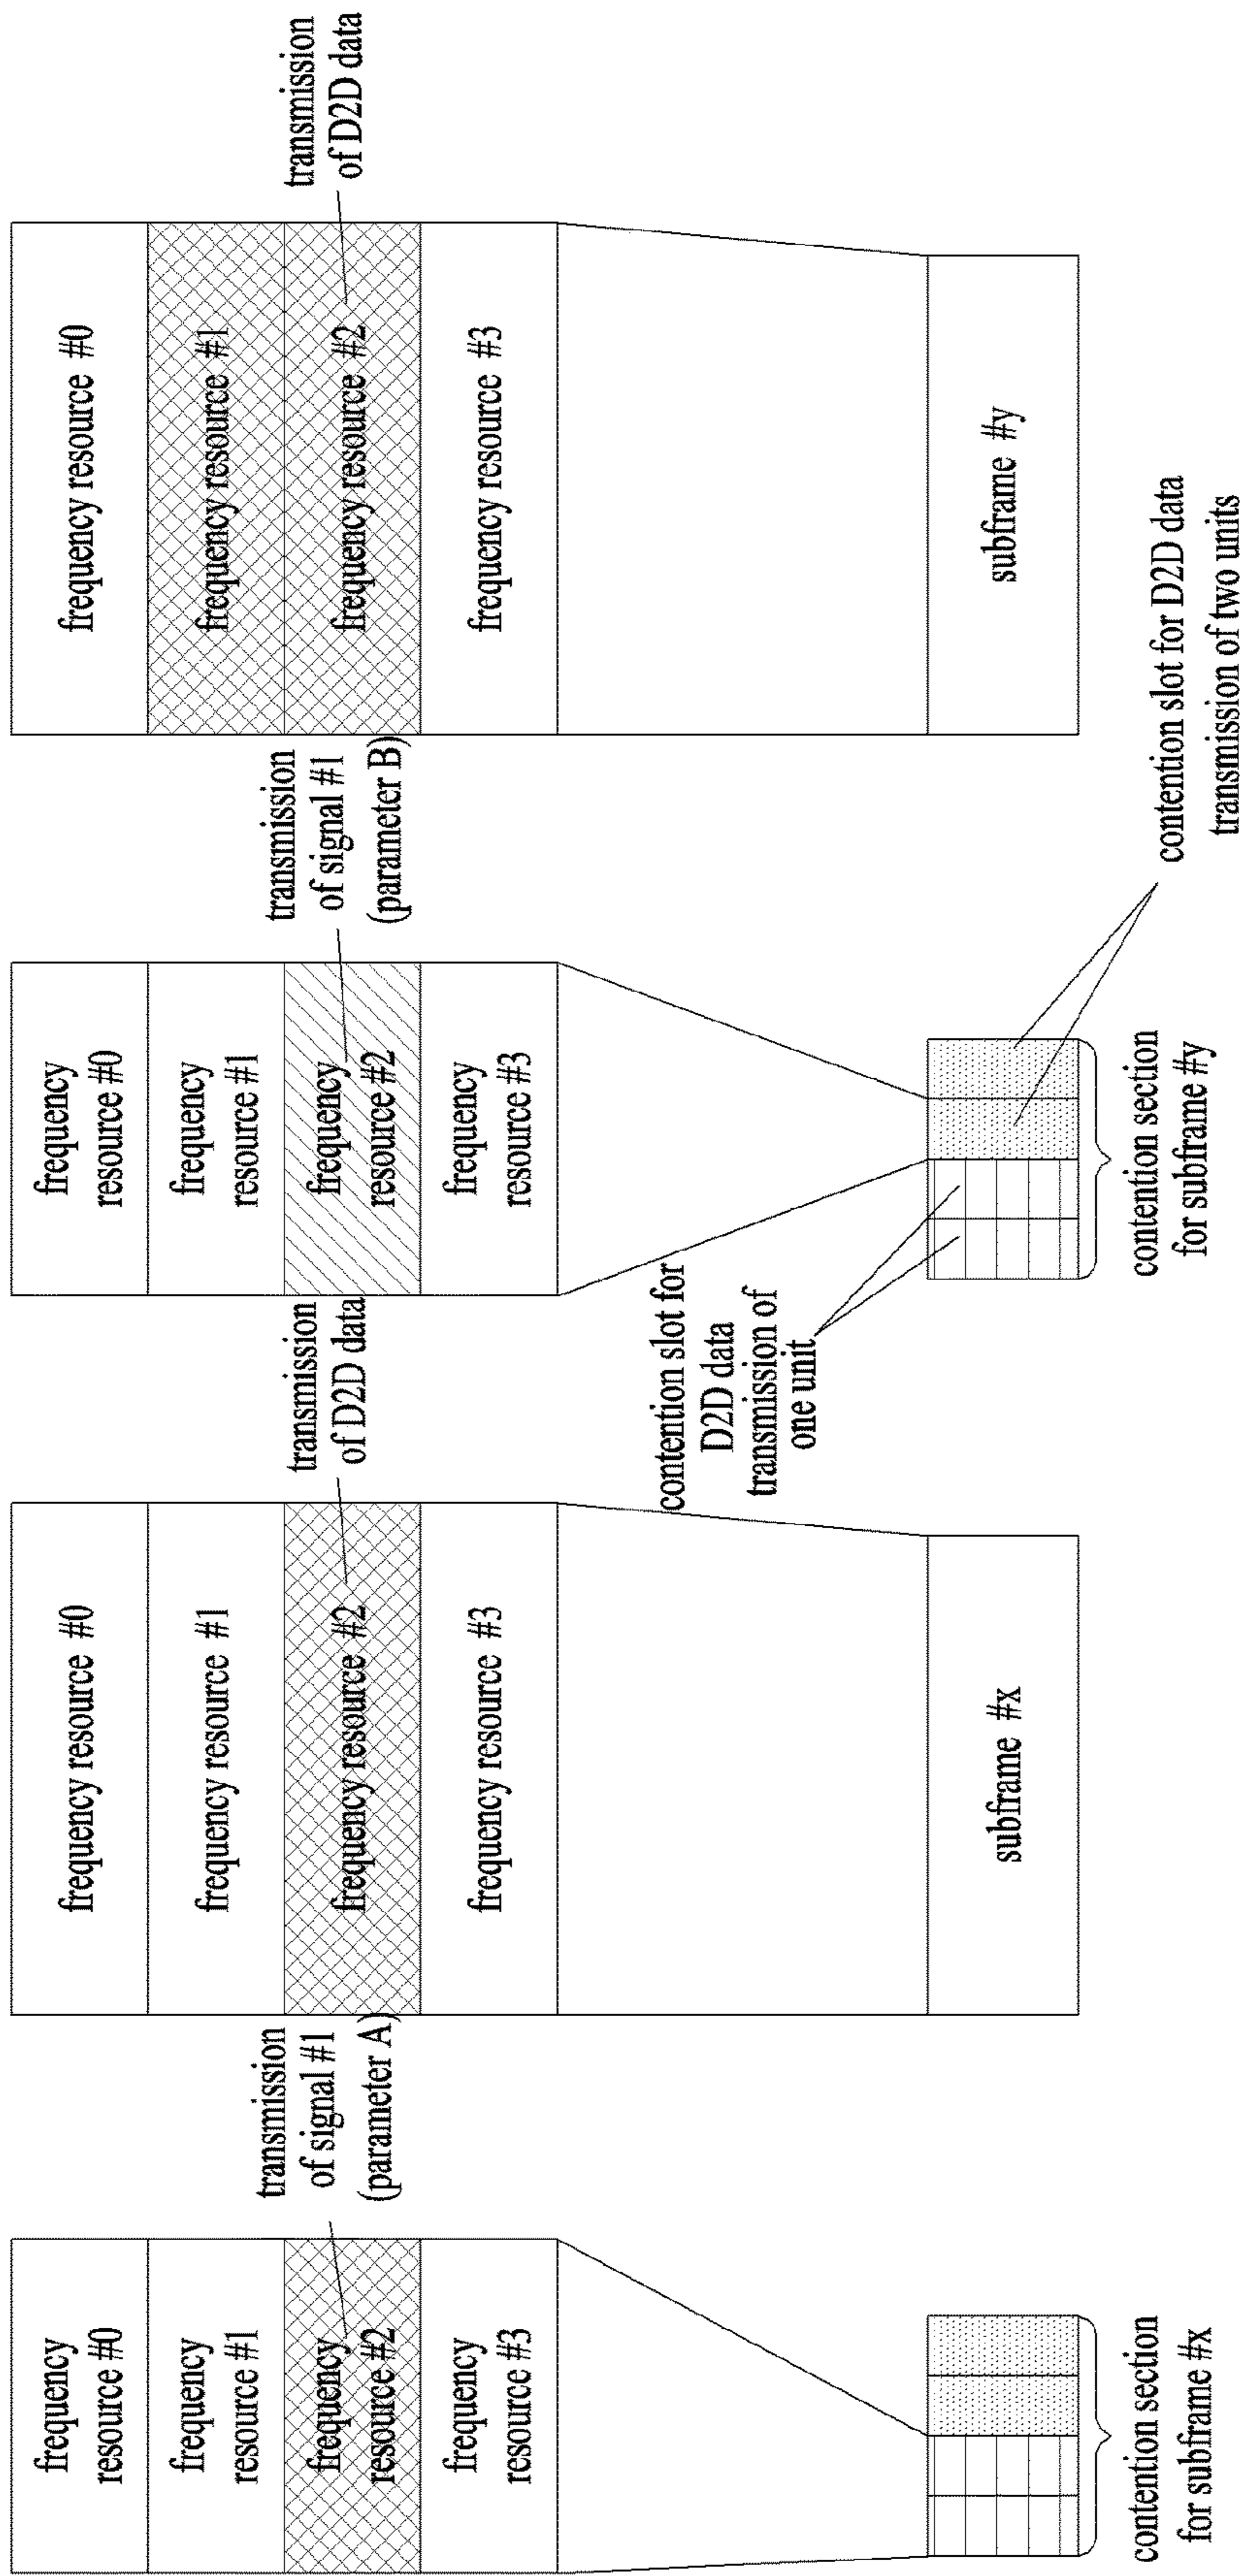 frequency
resource #0
frequency
resource #1
frequency
resource #2
frequency
resource #3
transmission
of signal #1
(parameter A)
contention section
for subframe #x
frequency resource #0
frequency resource #1
frequency resource #2
frequency resource #3
transmission
of D2D data
subframe #x
frequency
resource #0
frequency
resource #1
frequency
resource #2
frequency
resource #3
transmission
of signal #1
(parameter B)
contention slot for
D2D data
transmission of
one unit
contention section
for subframe #y
frequency resource #0
frequency resource #1
frequency resource #2
frequency resource #3
transmission
of D2D data
subframe #y
contention slot for D2D data
transmission of two units